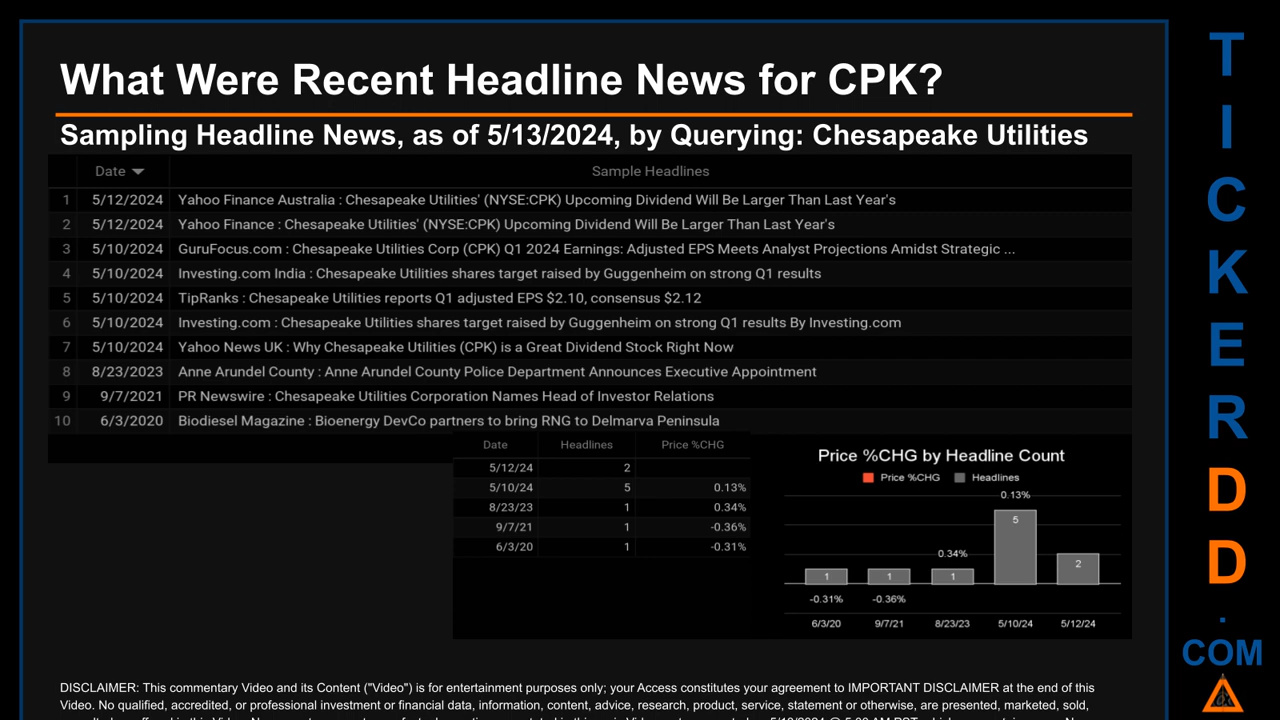 What Were Recent Headline News for CPK?
Sampling Headline News, as of 5/13/2024, by Querying: Chesapeake Utilities
Date Sample Headlines
1 5/12/2024 Yahoo Finance Australia : Chesapeake Utilities' (NYSE:CPK) Upcoming Dividend Will Be Larger Than Last Year's
2 5/12/2024 Yahoo Finance : Chesapeake Utilities' (NYSE:CPK) Upcoming Dividend Will Be Larger Than Last Year's
3 5/10/2024 GuruFocus.com : Chesapeake Utilities Corp (CPK) Q1 2024 Earnings: Adjusted EPS Meets Analyst Projections Amidst Strategic ...
4 5/10/2024 Investing.com India : Chesapeake Utilities shares target raised by Guggenheim on strong Q1 results
5 5/10/2024 TipRanks : Chesapeake Utilities reports Q1 adjusted EPS $2.10, consensus $2.12
6 5/10/2024 Investing.com : Chesapeake Utilities shares target raised by Guggenheim on strong Q1 results By Investing.com
7 5/10/2024 Yahoo News UK : Why Chesapeake Utilities (CPK) is a Great Dividend Stock Right Now
8 8/23/2023 Anne Arundel County : Anne Arundel County Police Department Announces Executive Appointment
9 9/7/2021 PR Newswire : Chesapeake Utilities Corporation Names Head of Investor Relations
10 6/3/2020 Biodiesel Magazine : Bioenergy DevCo partners to bring RNG to Delmarva Peninsula
Date Headlines Price %CHG
5/12/24 2
5/10/24 5 0.13%
8/23/23 1 0.34%
9/7/21 1 -0.36%
6/3/20 1 -0.31%
Price %CHG by Headline Count
Price %CHG Headlines
0.13%
5
0.34%
2
1 1 1
-0.31% -0.36%
6/3/20 9/7/21 8/23/23 5/10/24 5/12/24
DISCLAIMER: This commentary Video and its Content ("Video") is for entertainment purposes only; your Access constitutes your agreement to IMPORTANT DISCLAIMER at the end of this
Video. No qualified, accredited, or professional investment or financial data, information, content, advice, research, product, service, statement or otherwise, are presented, marketed, sold,
TICKERDD
.
COM